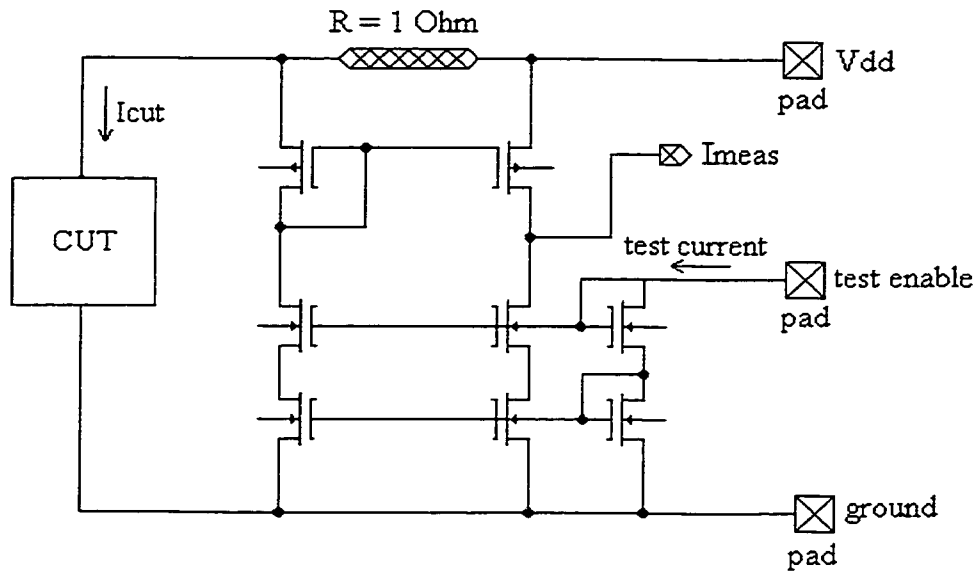 R = 1 Ohm
Vdd
pad
Icut
Imeas
CUT
test current
test enable
pad
ground
pad